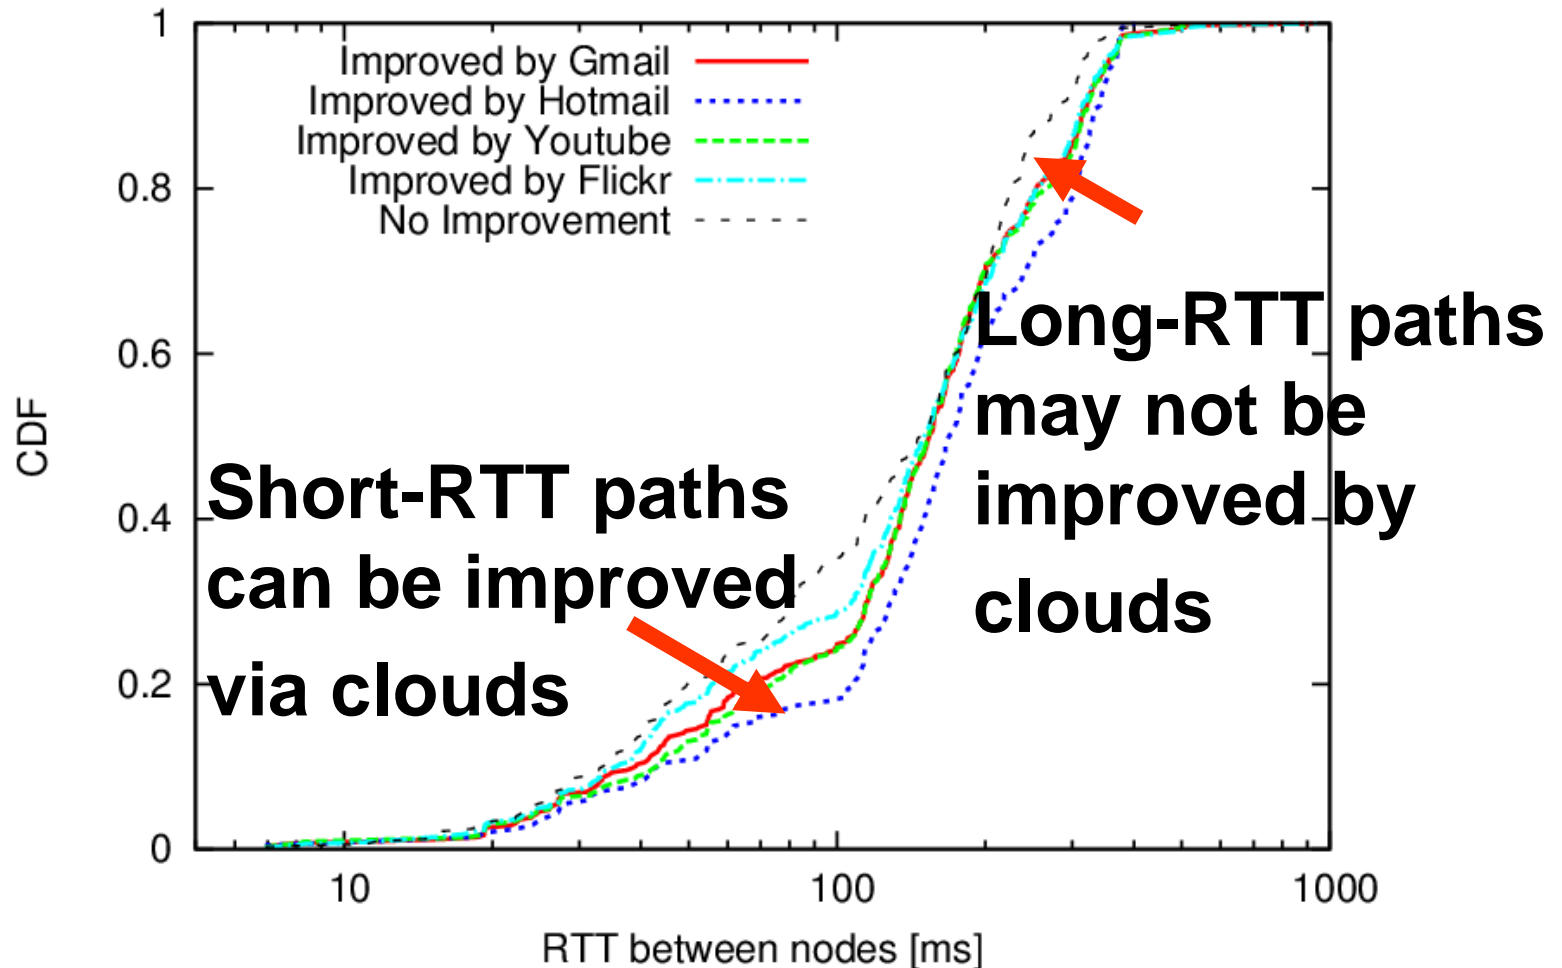 1
0.8
0.6
0.4
0.2
0
CDF
Improved by Gmail
Improved by Hotmail
Improved by Youtube
Improved by Flickr
No Improvement
Short-RTT paths
can be improved
via clouds
Long-RTT paths
may not be
improved by
clouds
10 100 1000
RTT between nodes [ms]